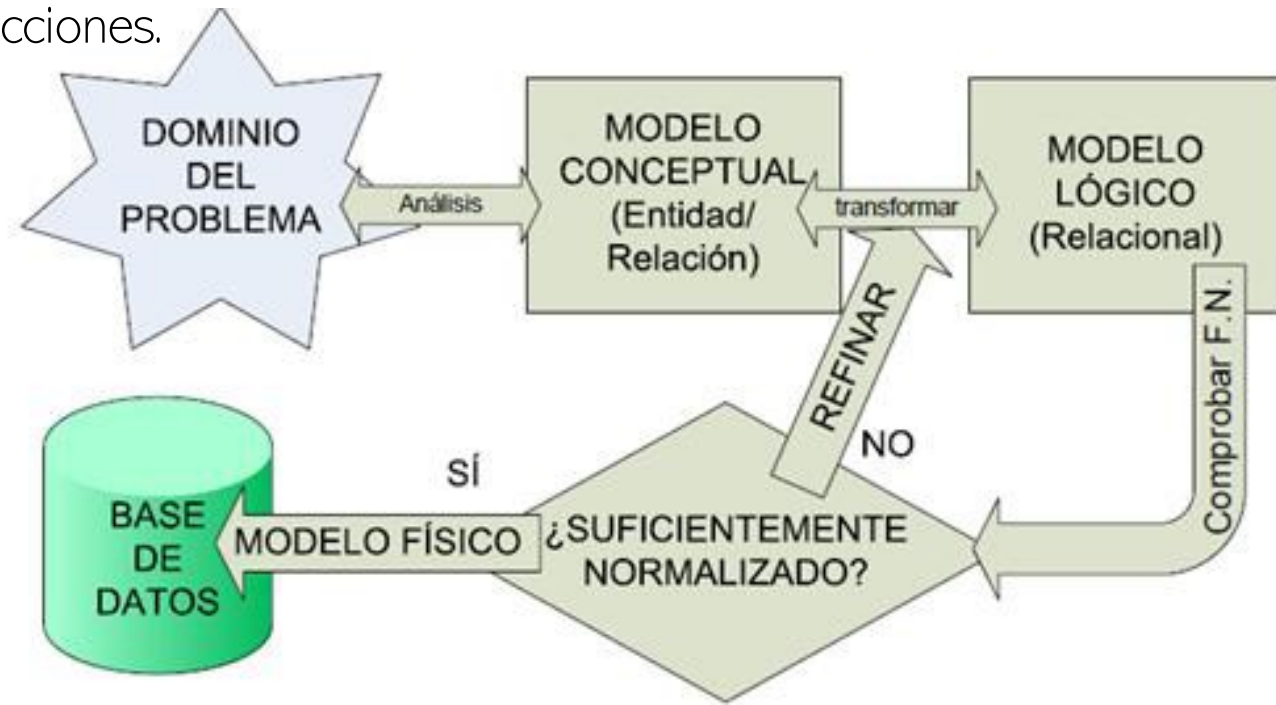 cciones.
DOMINIO
DEL
PROBLEMA
Análisis
MODELO
CONCEPTUAL
(Entidad/
Relación)
transformar
MODELO
LÓGICO
(Relacional)
Comprobar F.N.
REFINAR
NO
¿SUFICIENTEMENTE
NORMALIZADO?
SÍ
MODELO FÍSICO
BASE
DE
DATOS